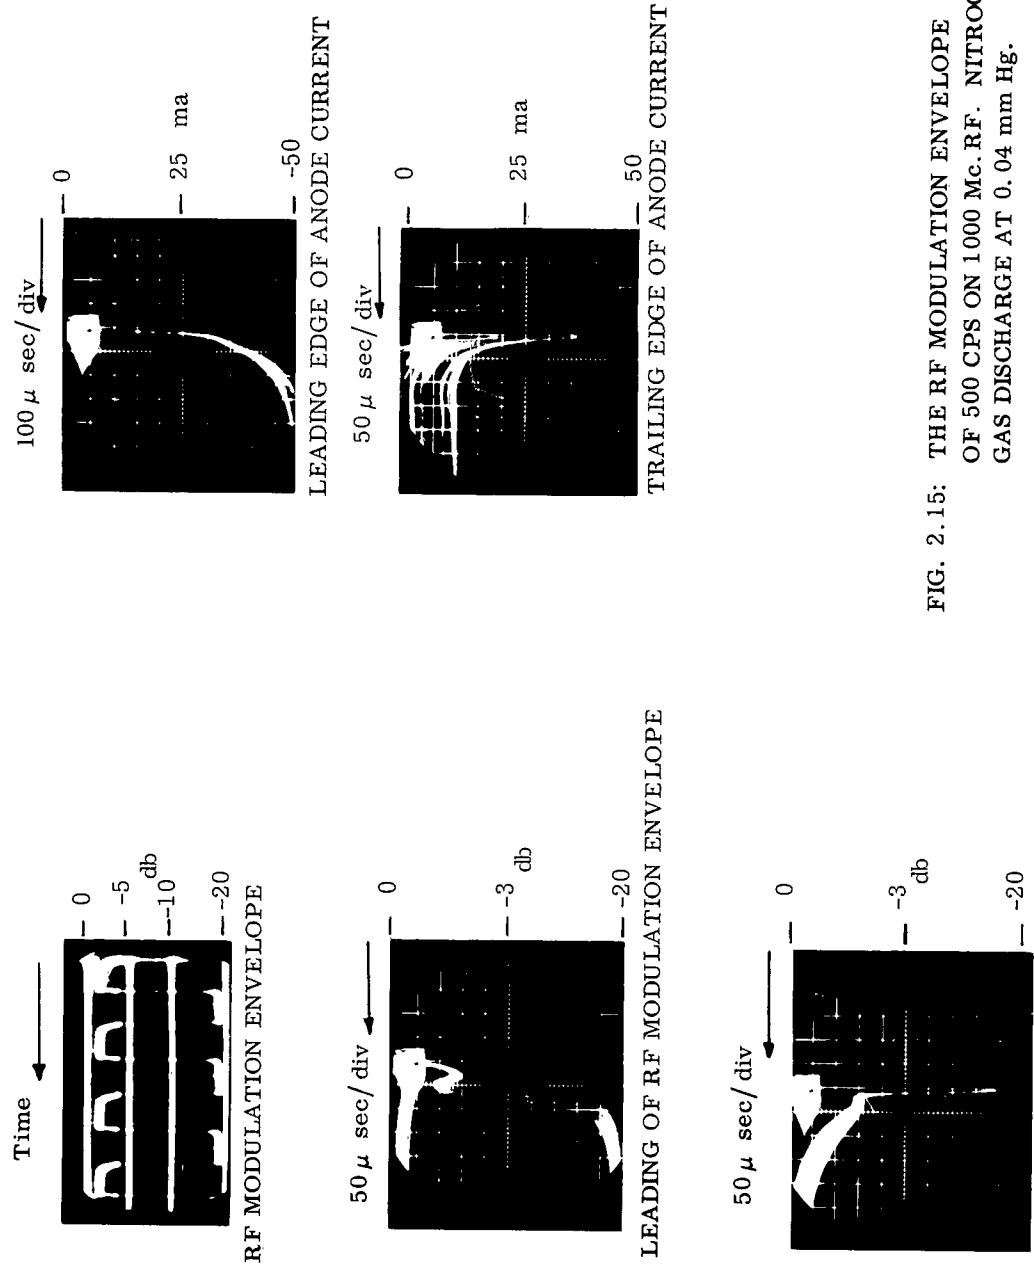 Time
0
-5
db
-10
-20
RF MODULATION ENVELOPE
50 μ sec/div
0
-3
db
-20
LEADING OF RF MODULATION ENVELOPE
50 μ sec/div
0
-3
db
-20
100 μ sec/div
0
25 ma
-50
LEADING EDGE OF ANODE CURRENT
50 μ sec/div
0
25 ma
50
TRAILING EDGE OF ANODE CURRENT
FIG. 2.15: THE RF MODULATION ENVELOPE
OF 500 CPS ON 1000 Mc. RF.
GAS DISCHARGE AT 0.04 mm Hg.